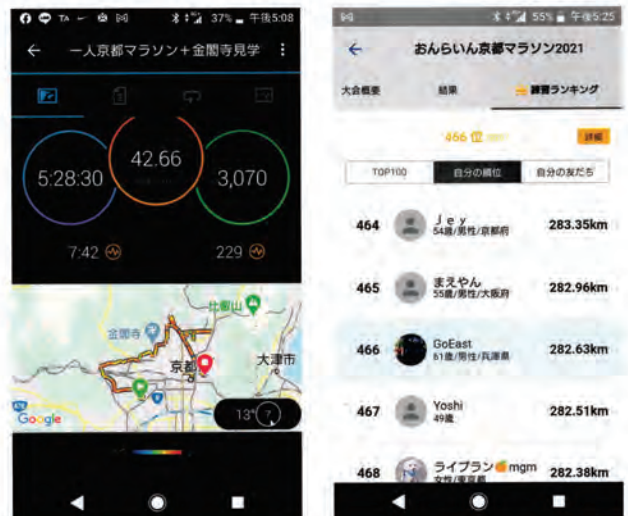 37% 午後5:08
一人京都マラソン+金閣寺見学
5:28:30
42.66
3,070
7:42
229
比叡山
金閣寺
京都
大津市
Google
13°
55% 午後5:25
おんらいん京都マラソン2021
大会概要 結果 練習ランキング
466 位
詳細
TOP100 自分の順位 自分の友だち
464 Jey 283.35km
54歳/男性/京都府
465 まえやん 282.96km
55歳/男性/大阪府
466 GoEast 282.63km
61歳/男性/兵庫県
467 Yoshi 282.51km
49歳
468 ライブラン🍊mgm 282.38km
女性/東京都